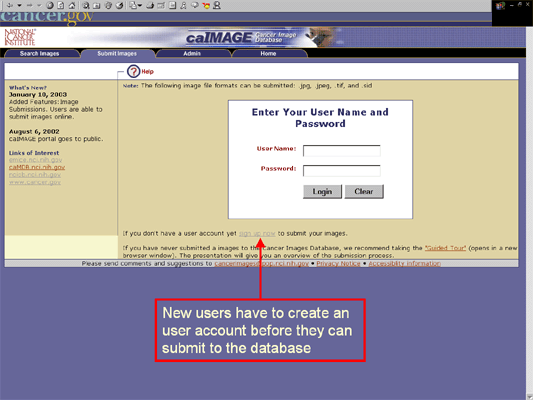 cancer.gov
NATIONAL
CANCER
INSTITUTE
caIMAGE Cancer Image
Database
Search Images Submit Images Admin Home
Help
What's New?
January 10, 2003
Added Features: Image
Submissions. Users are able to
submit images online.
August 6, 2002
caIMAGE portal goes to public.
Links of Interest
emice.nci.nih.gov
caMOD.nci.nih.gov
ncicb.nci.nih.gov
www.cancer.gov
Note: The following image file formats can be submitted: .jpg, .jpeg, .tif, and .sid
Enter Your User Name and
Password
User Name:
Password:
Login Clear
If you don't have a user account yet sign up now to submit your images.
If you have never submitted a images to the Cancer Images Database, we recommend taking the "Guided Tour" (opens in a new
browser window). The presentation will give you an overview of the submission process.
Please send comments and suggestions to • Privacy Notice • Accessibility Information
New users have to create an
user account before they can
submit to the database